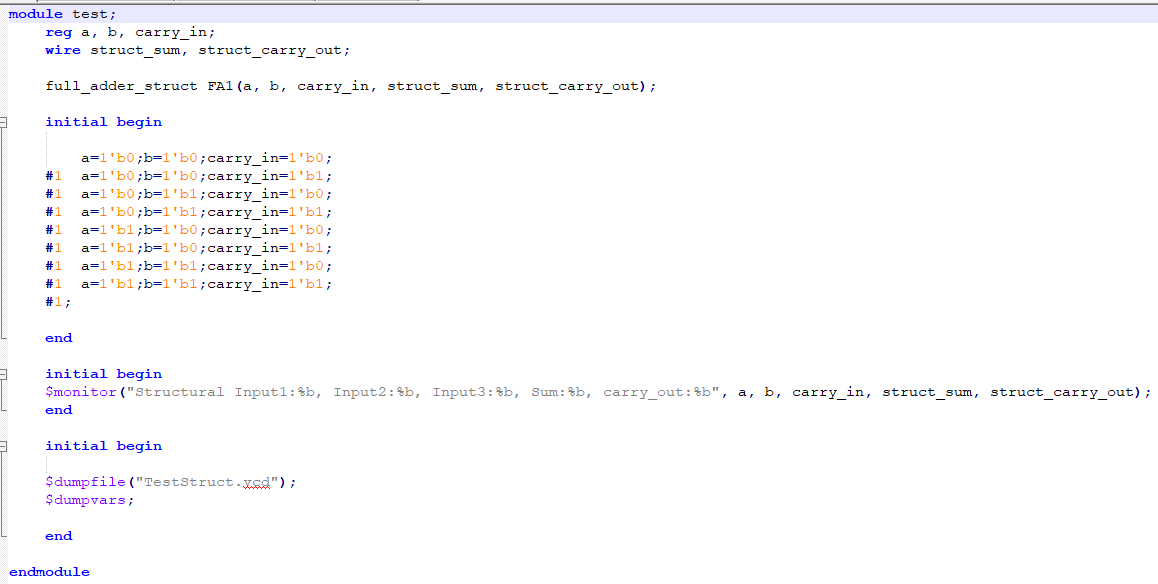 module test;
reg a, b, carry_in;
wire struct_sum, struct_carry_out;
full_adder_struct FA1(a, b, carry_in, struct_sum, struct_carry_out);
initial begin
a=1'b0;b=1'b0;carry_in=1'b0;
#1 a=1'b0;b=1'b0;carry_in=1'b1;
#1 a=1'b0;b=1'b1;carry_in=1'b0;
#1 a=1'b0;b=1'b1;carry_in=1'b1;
#1 a=1'b1;b=1'b0;carry_in=1'b0;
#1 a=1'b1;b=1'b0;carry_in=1'b1;
#1 a=1'b1;b=1'b1;carry_in=1'b0;
#1 a=1'b1;b=1'b1;carry_in=1'b1;
#1;
end
initial begin
$monitor("Structural Input1:%b, Input2:%b, Input3:%b, Sum:%b, carry_out:%b", a, b, carry_in, struct_sum, struct_carry_out);
end
initial begin
$dumpfile("TestStruct.vcd");
$dumpvars;
end
endmodule